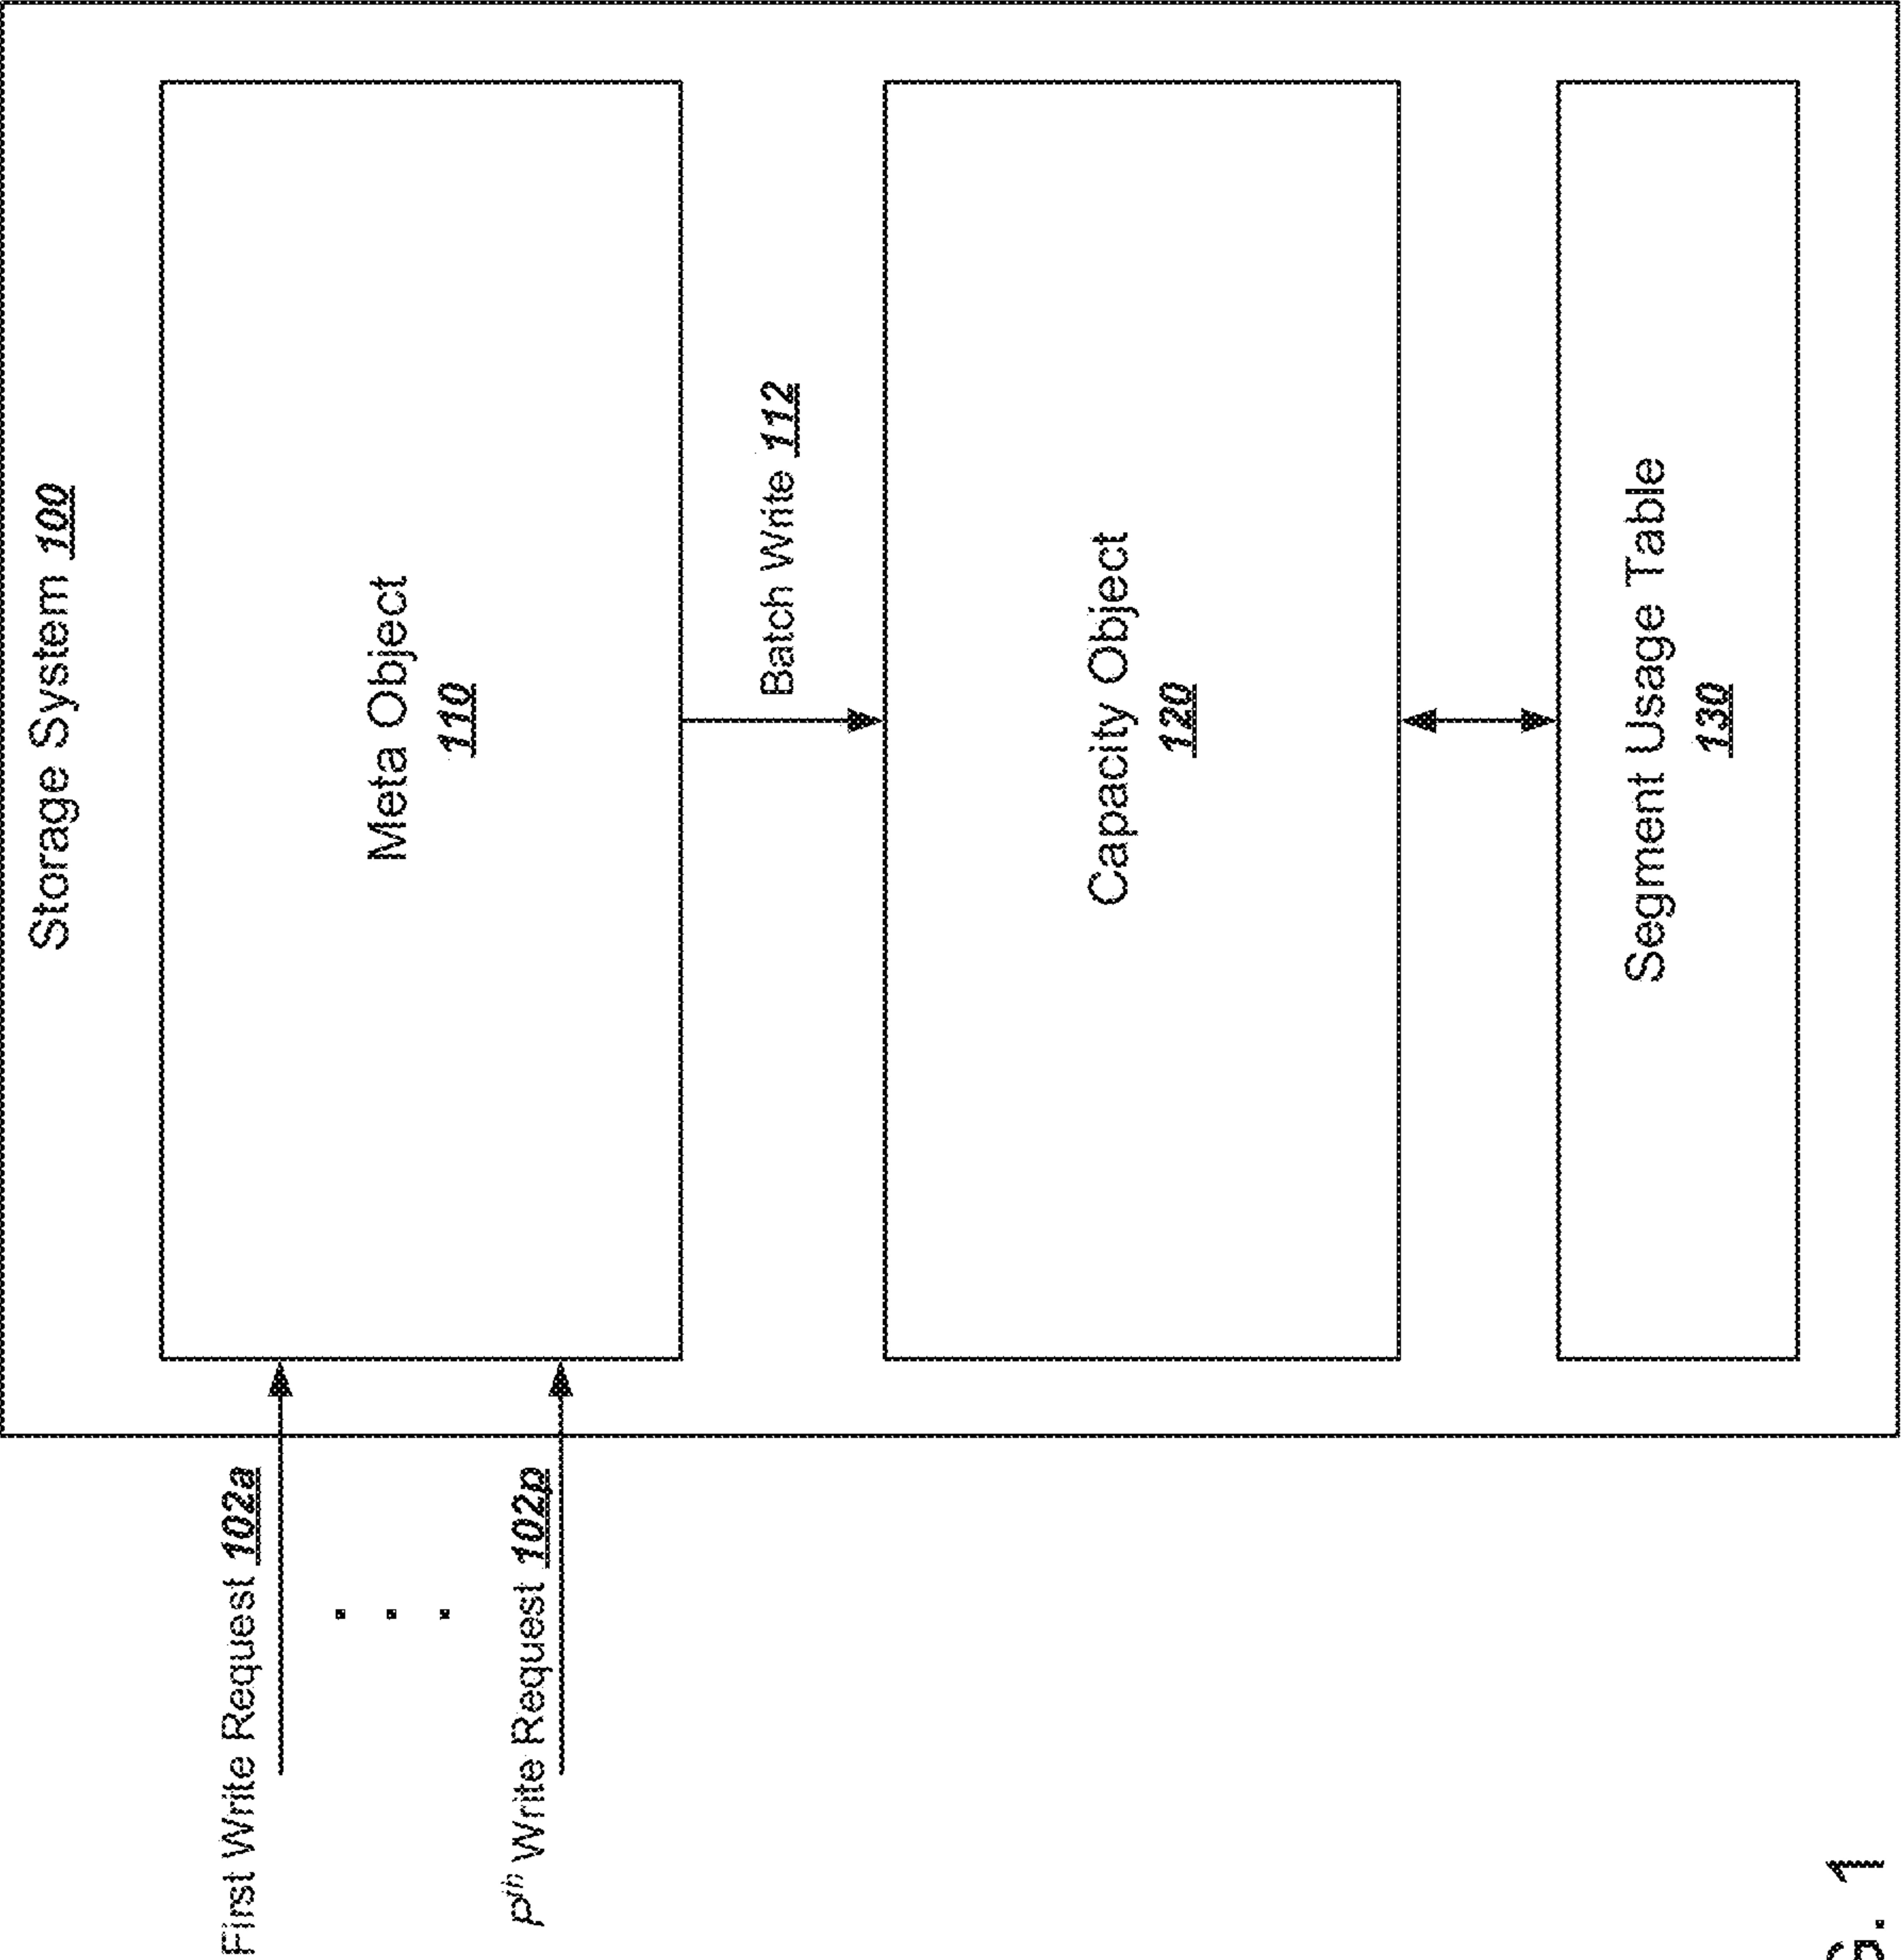 Storage System 100
First Write Request 102a
Pth Write Request 102p
Meta Object
110
Batch Write 112
Capacity Object
120
Segment Usage Table
130
. 1